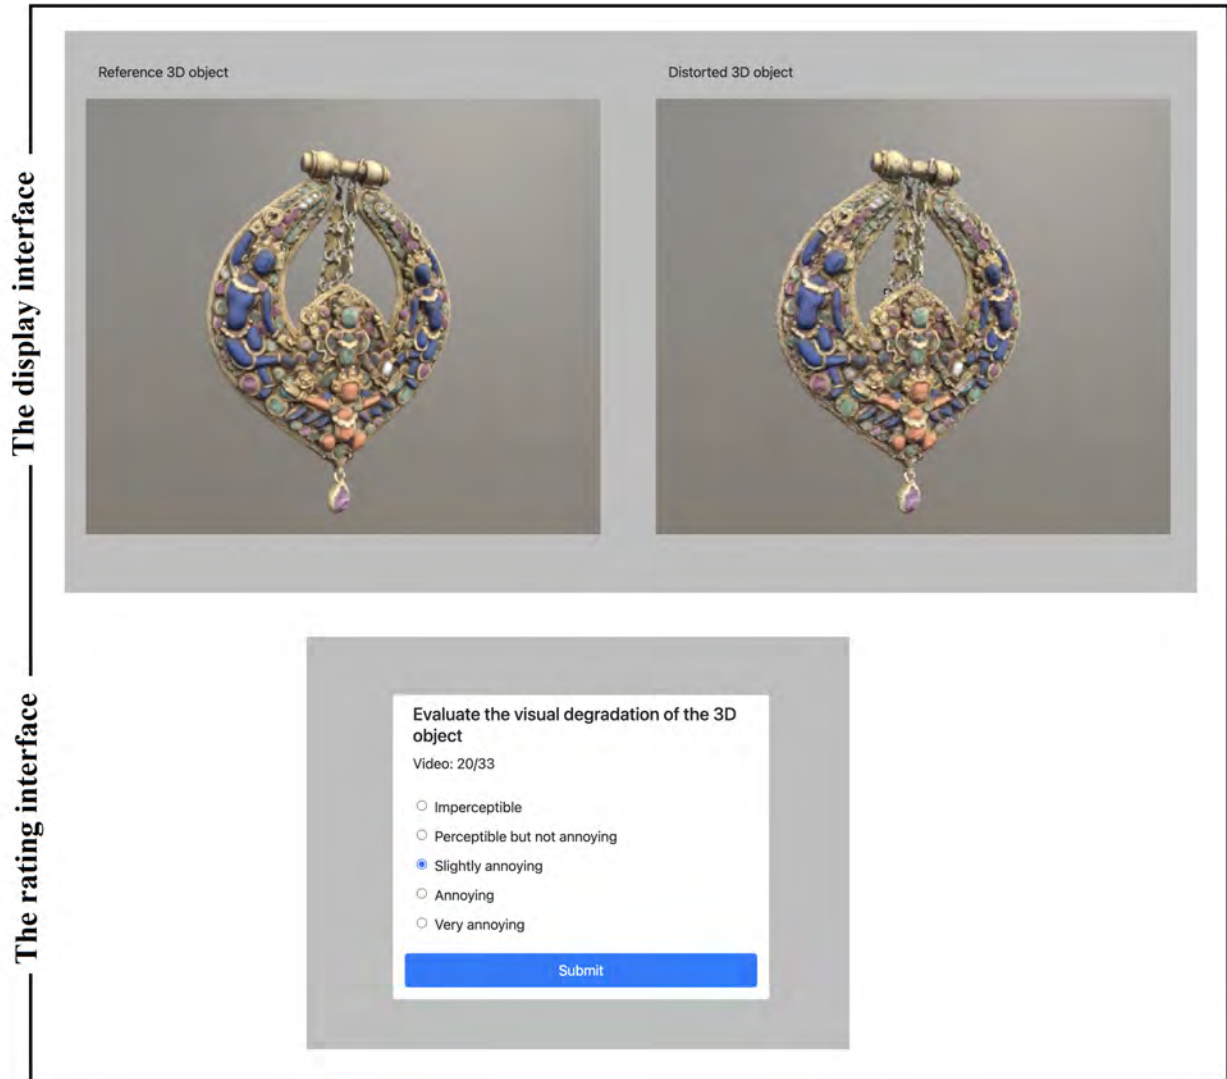 The display interface
Reference 3D object
Distorted 3D object
The rating interface
Evaluate the visual degradation of the 3D
object
Video: 20/33
Imperceptible
Perceptible but not annoying
Slightly annoying
Annoying
Very annoying
Submit